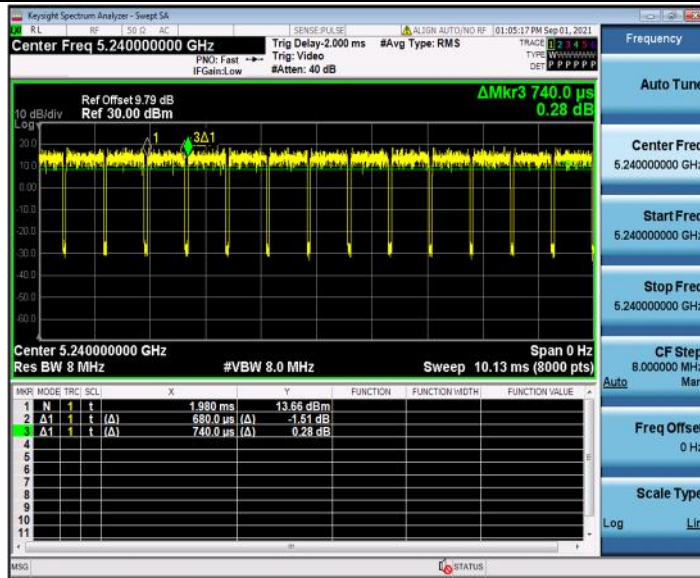 Keysight Spectrum Analyzer - Swept SA
RL RF 50 Ω AC SENSE:PULSE ALIGN AUTO/NO RF 01:05:17 PM Sep 01, 2021
Center Freq 5.240000000 GHz Trig Delay-2.000 ms #Avg Type: RMS TRACE 1 2 3 4 5 6
PNO: Fast Trig: Video TYPE
IFGain:Low #Atten: 40 dB DET P P P P P P
ΔMkr3 740.0 µs
0.28 dB
Ref Offset 9.79 dB
10 dB/div Ref 30.00 dBm
Log
20.0
10.0
0.00
-10.0
-20.0
-30.0
-40.0
-50.0
-60.0
1
3Δ1
Center 5.240000000 GHz Span 0 Hz
Res BW 8 MHz #VBW 8.0 MHz Sweep 10.13 ms (8000 pts)
MKR MODE TRC SCL X Y FUNCTION FUNCTION WIDTH FUNCTION VALUE
1 N 1 t 1.980 ms 13.66 dBm
2 Δ1 1 t (Δ) 680.0 µs (Δ) -1.51 dB
3 Δ1 1 t (Δ) 740.0 µs (Δ) 0.28 dB
4
5
6
7
8
9
10
11
MSG STATUS
Frequency
Auto Tune
Center Freq
5.240000000 GHz
Start Freq
5.240000000 GHz
Stop Freq
5.240000000 GHz
CF Step
8.000000 MHz
Auto Man
Freq Offset
0 Hz
Scale Type
Log Lin